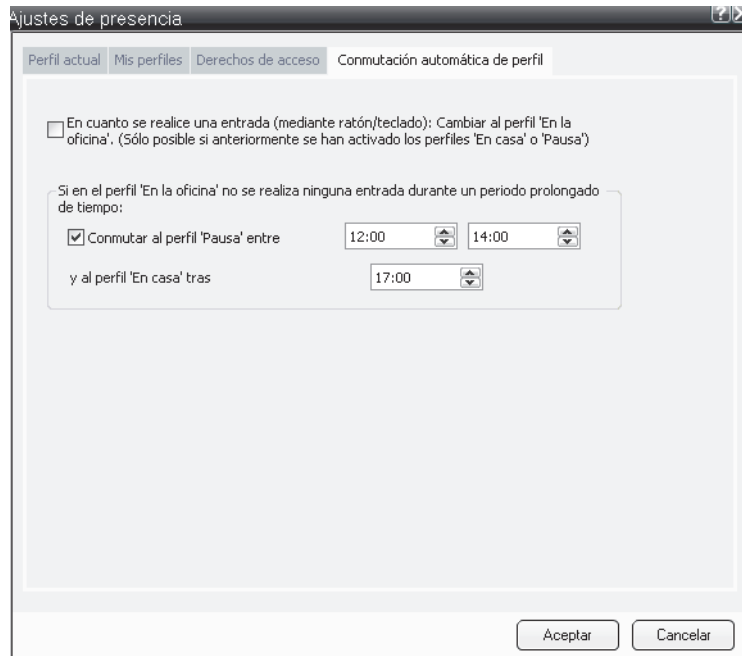 Ajustes de presencia
Perfil actual Mis perfiles Derechos de acceso Conmutación automática de perfil
En cuanto se realice una entrada (mediante ratón/teclado): Cambiar al perfil 'En la
oficina'. (Sólo posible si anteriormente se han activado los perfiles 'En casa' o 'Pausa')
Si en el perfil 'En la oficina' no se realiza ninguna entrada durante un periodo prolongado
de tiempo:
Conmutar al perfil 'Pausa' entre 12:00 14:00
y al perfil 'En casa' tras 17:00
Aceptar Cancelar